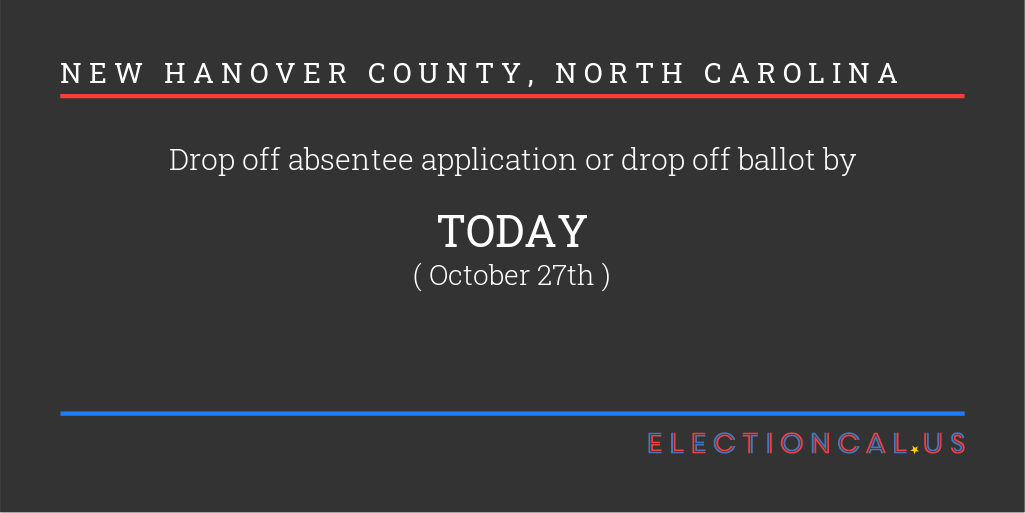 NEW HANOVER COUNTY, NORTH CAROLINA
Drop off absentee application or drop off ballot by
TODAY
( October 27th )
ELECTIONCAL.US